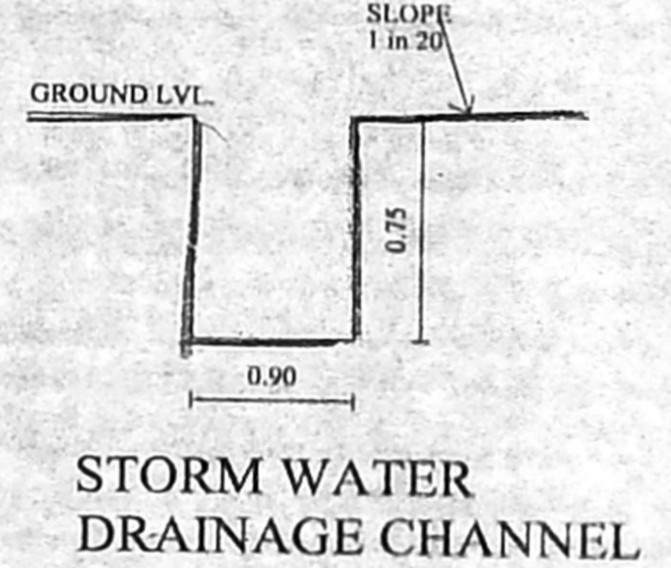 SLOPE
1 in 20
GROUND LVL.
0.75
0.90
STORM WATER
DRAINAGE CHANNEL